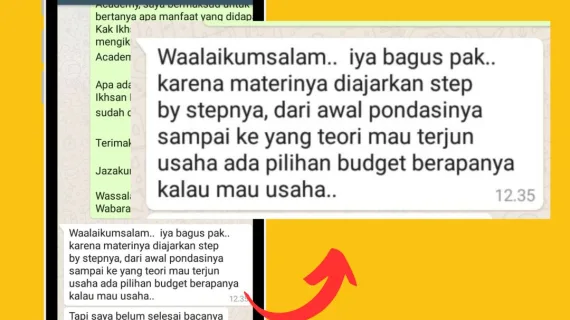 Academy, saya bermaksud untuk
bertanya apa manfaat yang didap
Kak Ikh
mengik
Academ
Apa ada
Ikhsan
sudah
Terimak
Jazakun
Wassala
Wabara
Waalaikumsalam.. iya bagus pak..
karena materinya diajarkan step
by stepnya, dari awal pondasinya
sampai ke yang teori mau terjun
usaha ada pilihan budget berapanya
kalau mau usaha..
12.35
Waalaikumsalam.. iya bagus pak..
karena materinya diajarkan step
by stepnya, dari awal pondasinya
sampai ke yang teori mau terjun
usaha ada pilihan budget berapanya
kalau mau usaha..
12.35
Tapi saya belum selesai bacanya